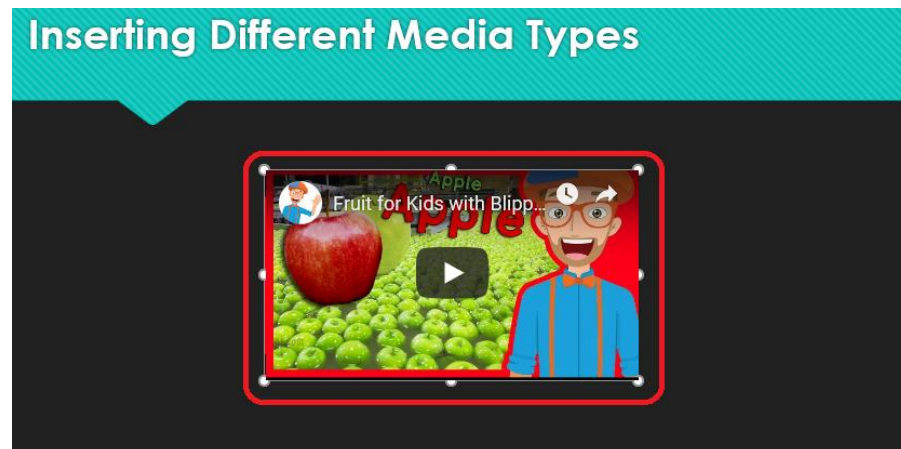 Inserting Different Media Types
Apple
Fruit for Kids with Blipp...
Apple